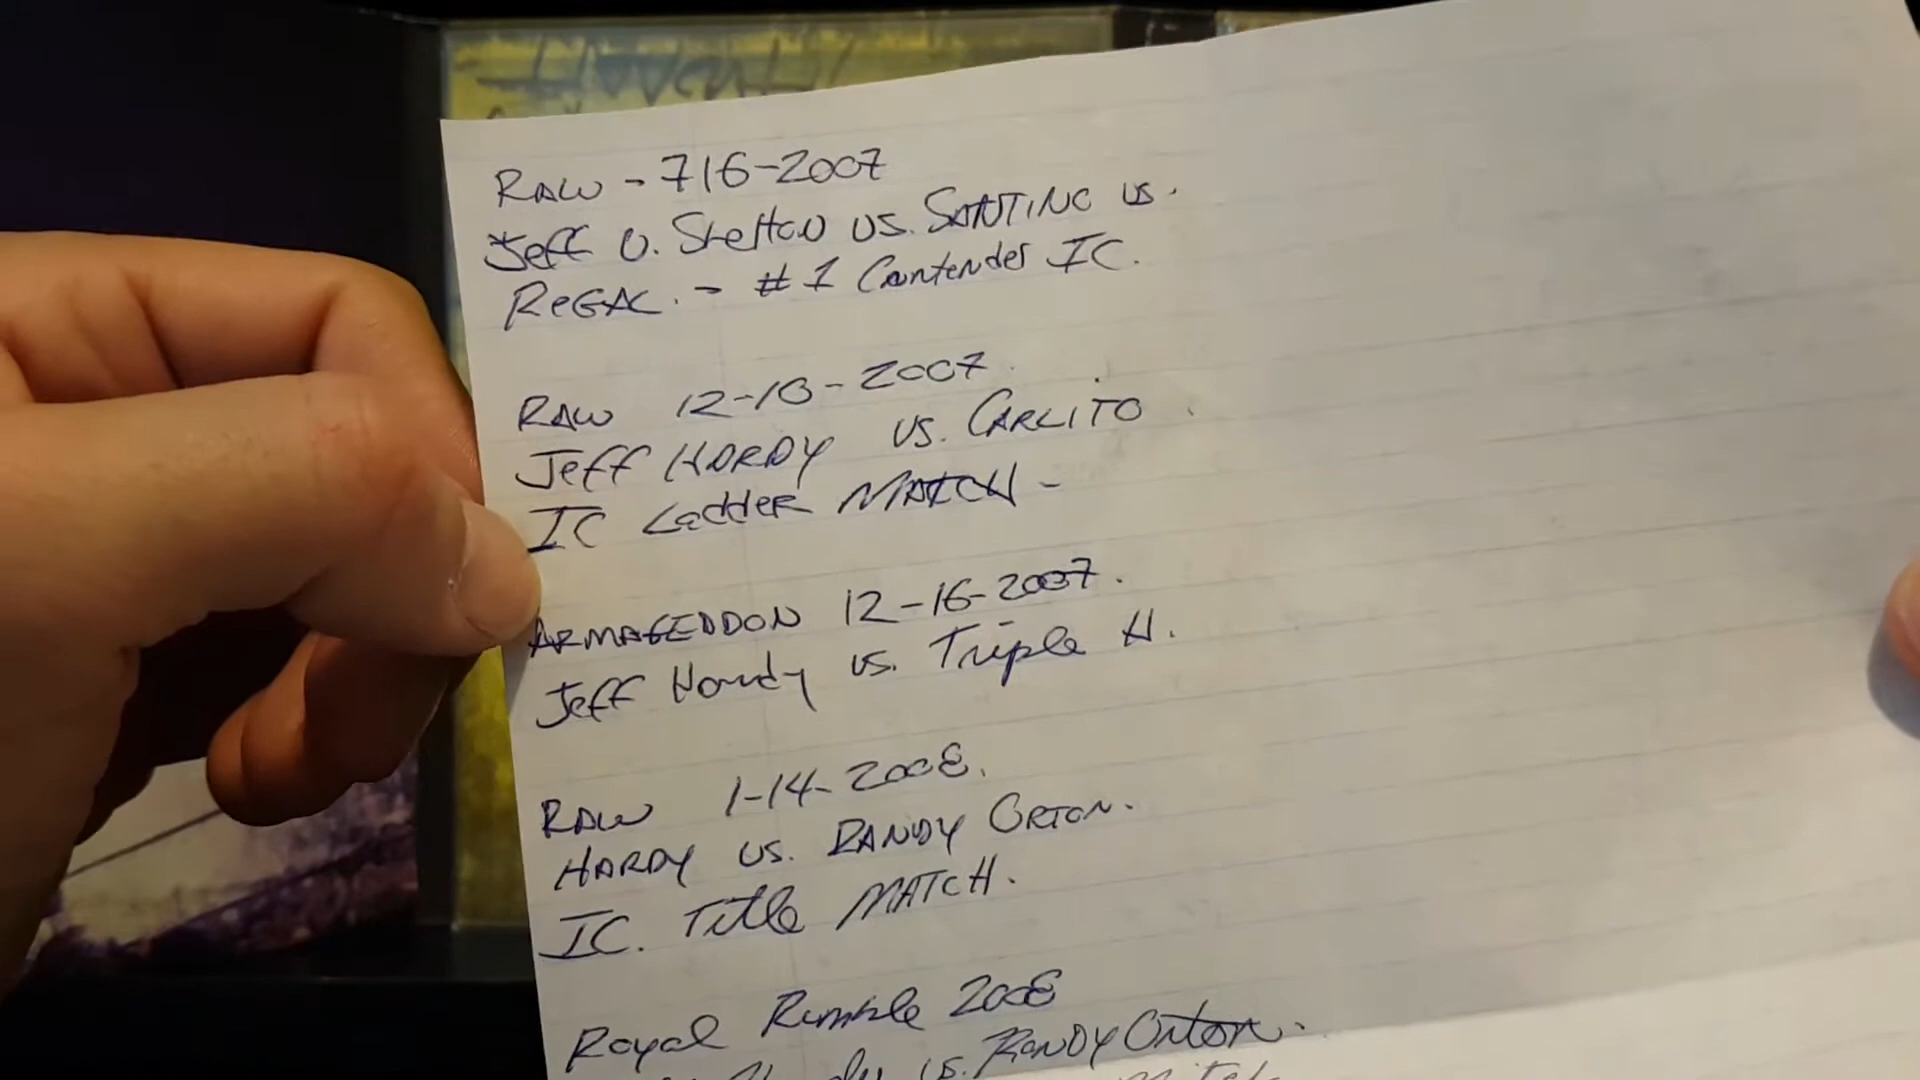 RAW - 716-2007
Jeff v. Shelton vs. SANTINO vs.
ReGAL. - #1 Contender IC.
RAW 12-10-2007
Jeff HARDY vs. CARLITO
IC Ladder MATCH -
ARMAGEDDON 12-16-2007.
Jeff Hardy vs. Triple H.
RAW 1-14-2008.
HARDY vs. RANDY ORTON.
IC. Title MATCH.
Royal Rumble 2008
vs. RANDY Orton.